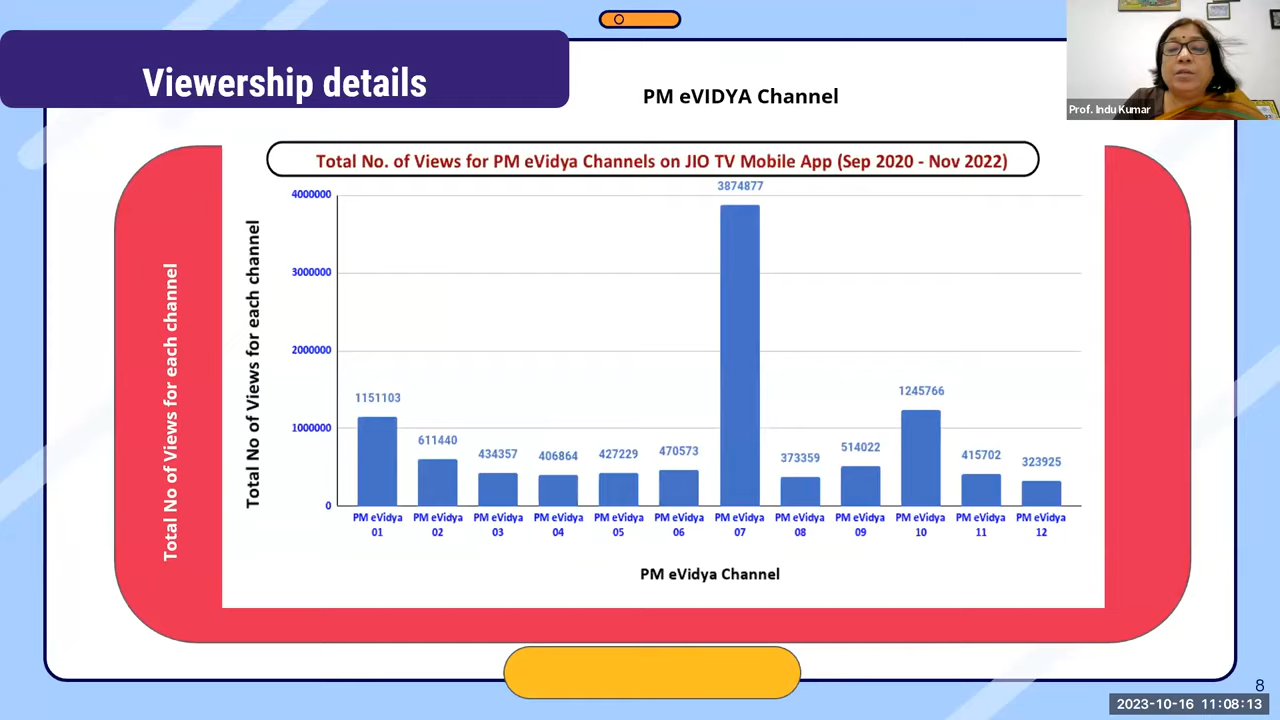 Viewership details
PM eVIDYA Channel
Prof. Indu Kumar
Total No. of Views for PM eVidya Channels on JIO TV Mobile App (Sep 2020 - Nov 2022)
Total No of Views for each channel
Total No of Views for each channel
4000000
3000000
2000000
1000000
0
1151103
611440
434357
406864
427229
470573
3874877
373359
514022
1245766
415702
323925
PM eVidya 01
PM eVidya 02
PM eVidya 03
PM eVidya 04
PM eVidya 05
PM eVidya 06
PM eVidya 07
PM eVidya 08
PM eVidya 09
PM eVidya 10
PM eVidya 11
PM eVidya 12
PM eVidya Channel
8
2023-10-16 11:08:13